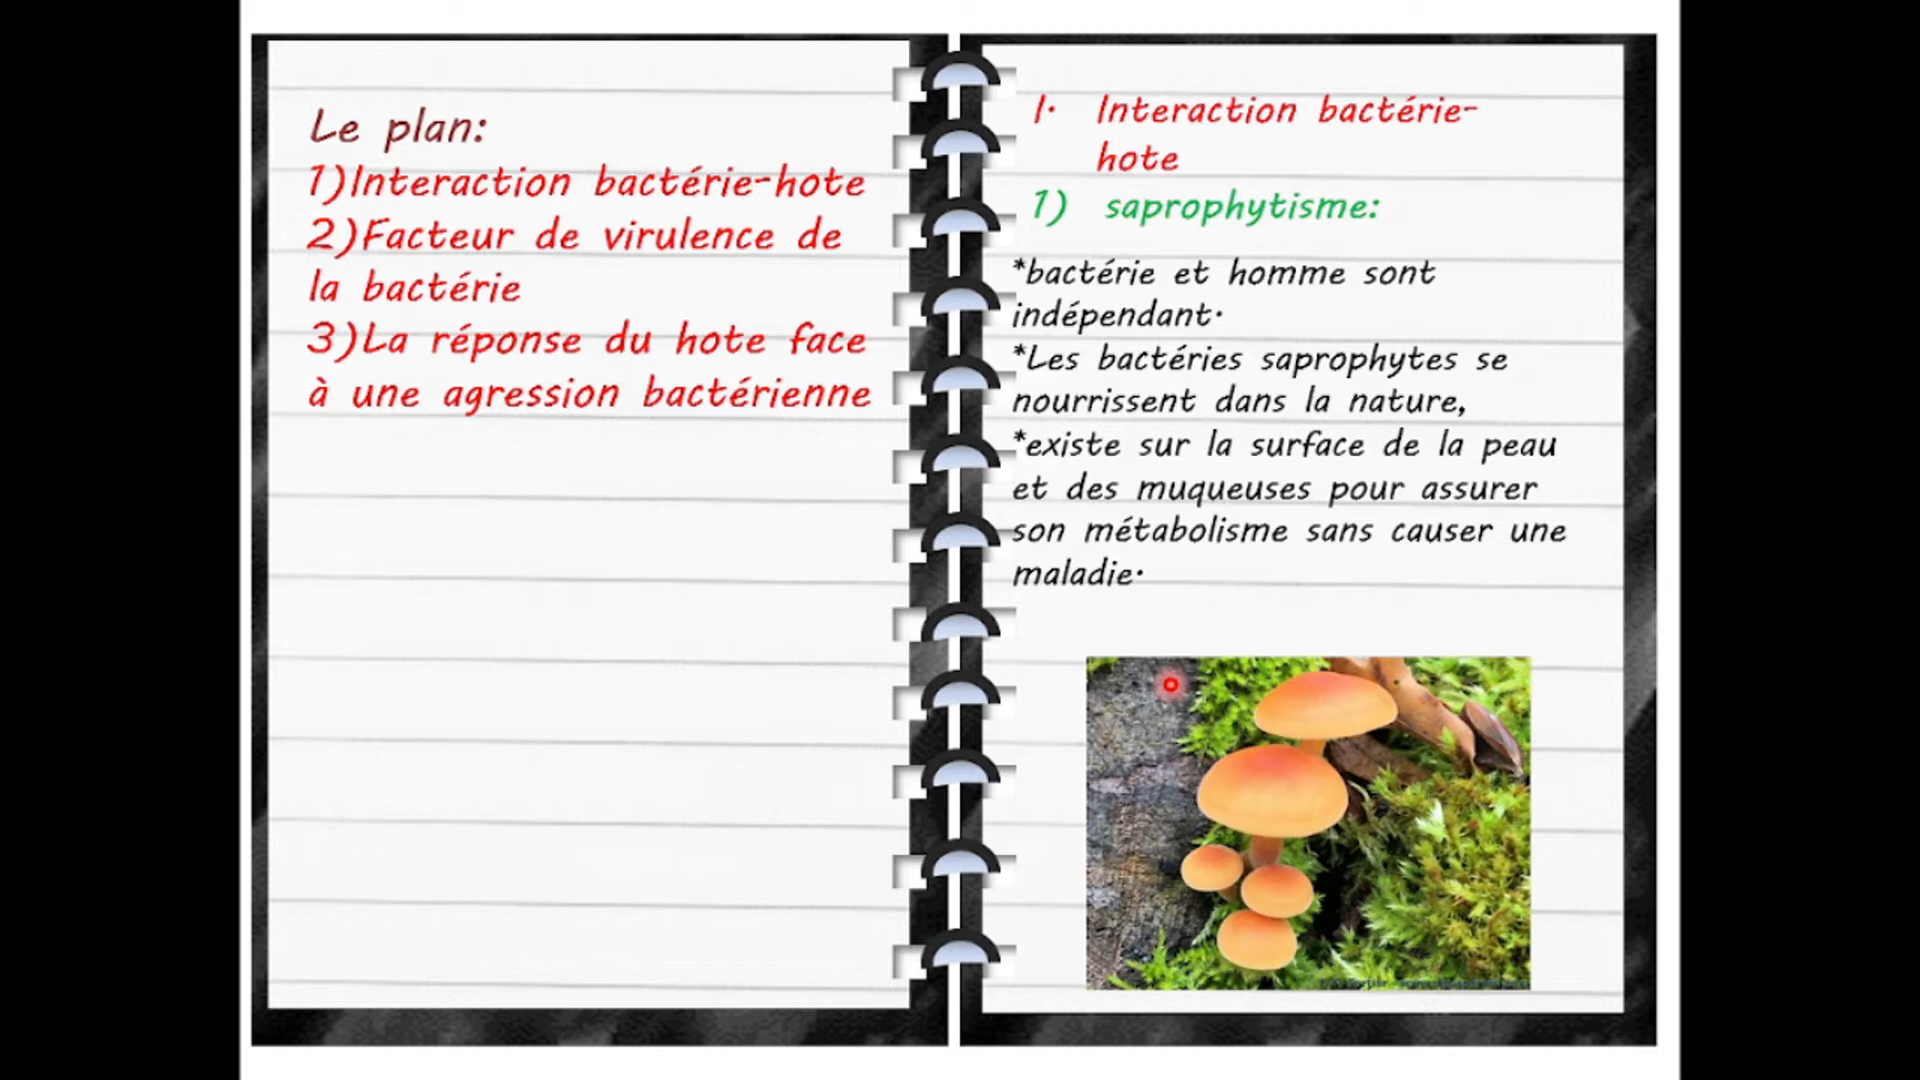 Le plan:
1)Interaction bactérie-hote
2)Facteur de virulence de
la bactérie
3)La réponse du hote face
à une agression bactérienne
I. Interaction bactérie-
hote
1) saprophytisme:
*bactérie et homme sont
indépendant.
*Les bactéries saprophytes se
nourrissent dans la nature,
*existe sur la surface de la peau
et des muqueuses pour assurer
son métabolisme sans causer une
maladie.